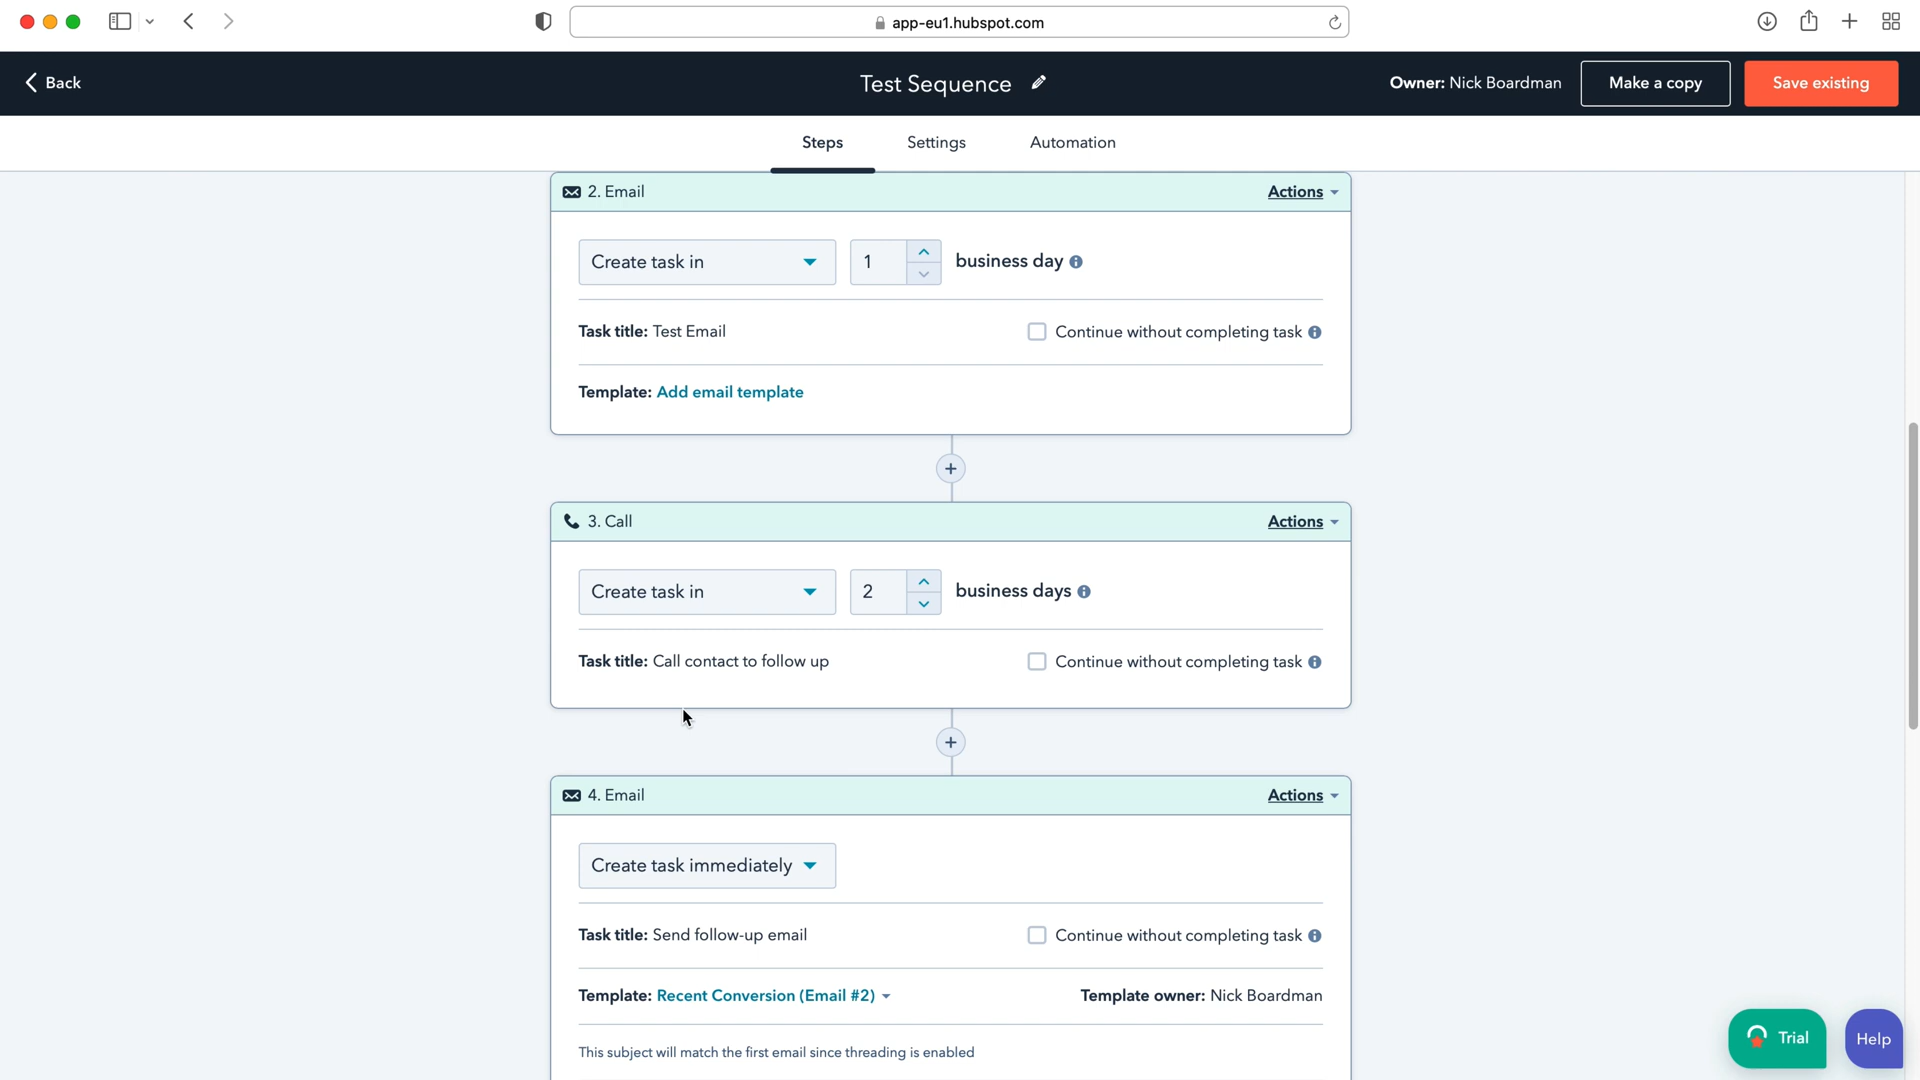 app-eu1.hubspot.com
Back
Test Sequence
Owner: Nick Boardman
Make a copy
Save existing
Steps
Settings
Automation
2. Email
Actions
Create task in
1
business day
Task title: Test Email
Continue without completing task
Template: Add email template
3. Call
Actions
Create task in
2
business days
Task title: Call contact to follow up
Continue without completing task
4. Email
Actions
Create task immediately
Task title: Send follow-up email
Continue without completing task
Template: Recent Conversion (Email #2)
Template owner: Nick Boardman
This subject will match the first email since threading is enabled
Trial
Help